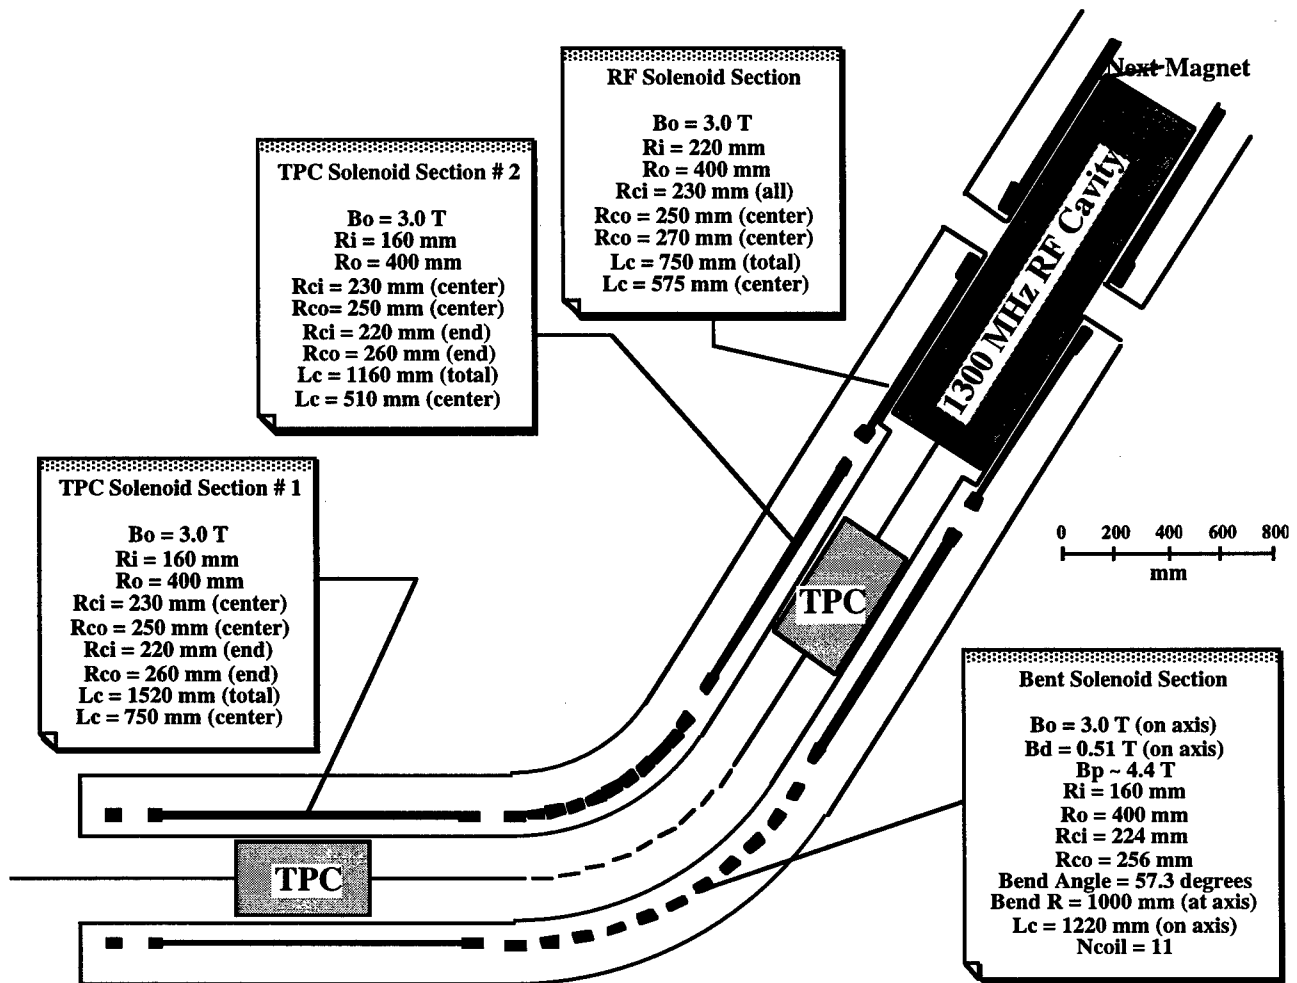 Next Magnet
RF Solenoid Section
Bo = 3.0 T
Ri = 220 mm
Ro = 400 mm
Rci = 230 mm (all)
Rco = 250 mm (center)
Rco = 270 mm (center)
Lc = 750 mm (total)
Lc = 575 mm (center)
TPC Solenoid Section # 2
Bo = 3.0 T
Ri = 160 mm
Ro = 400 mm
Rci = 230 mm (center)
Rco= 250 mm (center)
Rci = 220 mm (end)
Rco = 260 mm (end)
Lc = 1160 mm (total)
Lc = 510 mm (center)
1300 MHz RF Cavity
TPC Solenoid Section # 1
Bo = 3.0 T
Ri = 160 mm
Ro = 400 mm
Rci = 230 mm (center)
Rco = 250 mm (center)
Rci = 220 mm (end)
Rco = 260 mm (end)
Lc = 1520 mm (total)
Lc = 750 mm (center)
0 200 400 600 800
mm
TPC
Bent Solenoid Section
Bo = 3.0 T (on axis)
Bd = 0.51 T (on axis)
Bp ~ 4.4 T
Ri = 160 mm
Ro = 400 mm
Rci = 224 mm
Rco = 256 mm
Bend Angle = 57.3 degrees
Bend R = 1000 mm (at axis)
Lc = 1220 mm (on axis)
Ncoil = 11
TPC